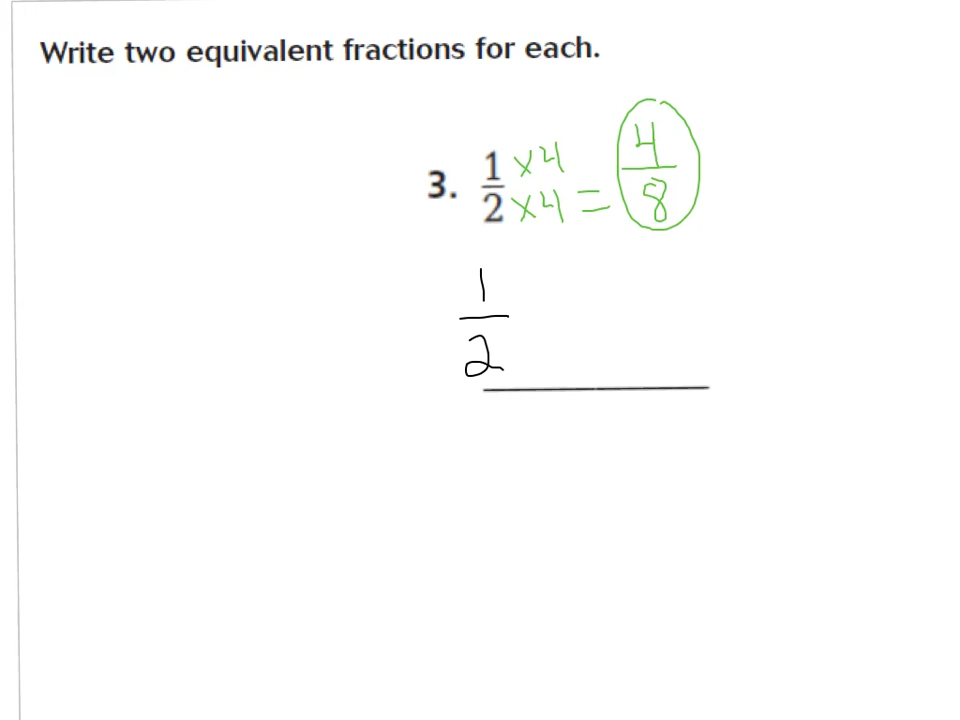 Write two equivalent fractions for each.
3. 1/2 ×4/×4 = 4/8
1/2